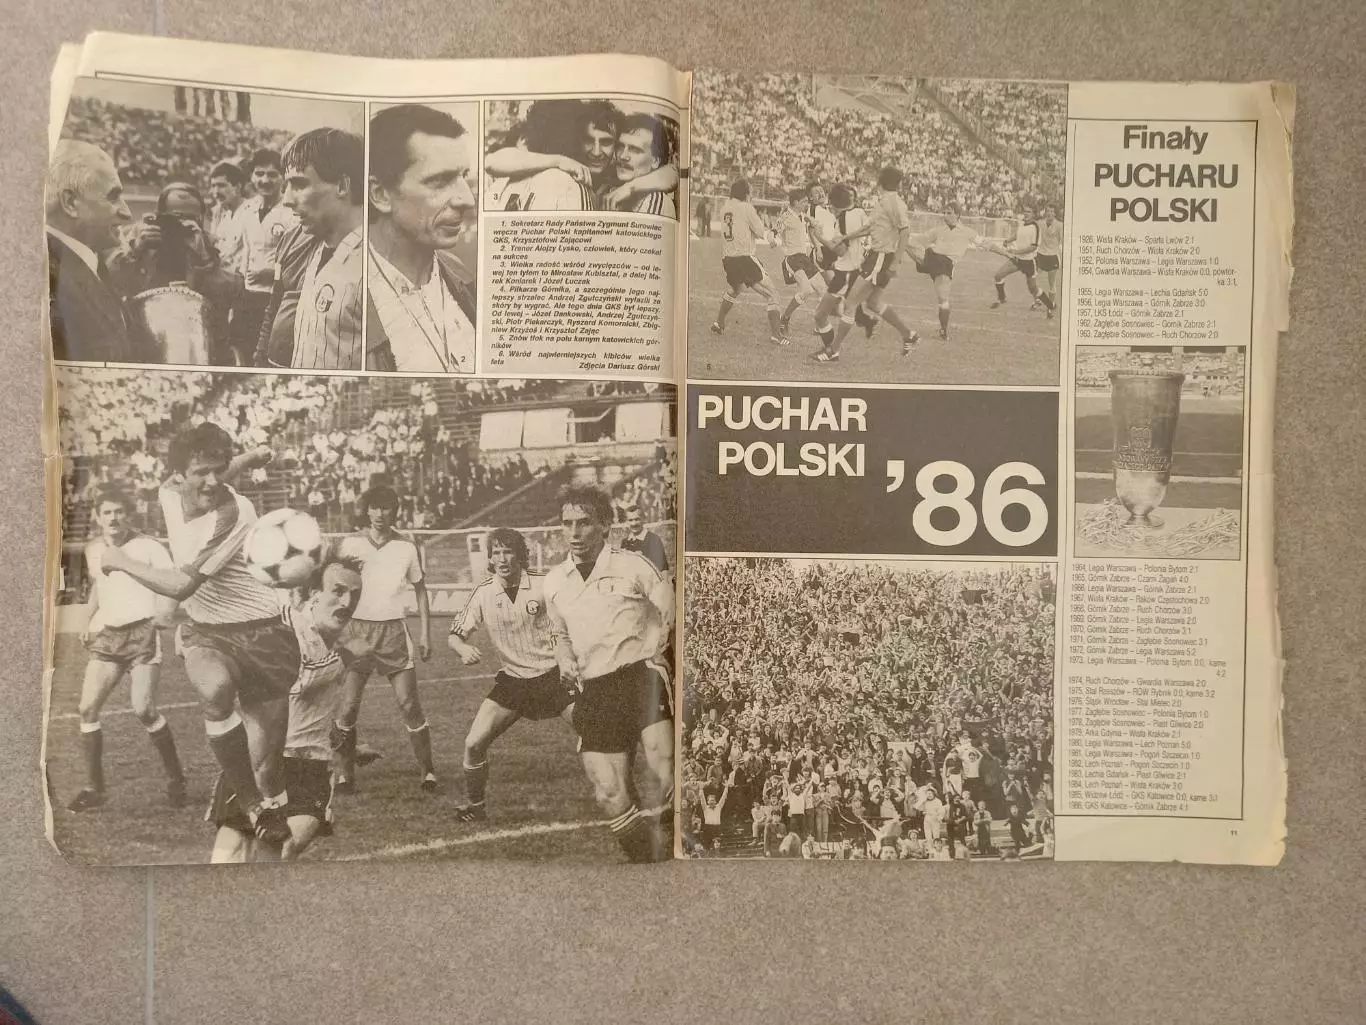 1. Sekretarz Rady Państwa Zygmunt Surowiec
wręcza Puchar Polski kapitanowi katowickiego
GKS, Krzysztofowi Zającowi
2. Trener Alojzy Łysko, człowiek, który czekał
na sukces
3. Wielka radość wśród zwycięzców – od le-
wej ten tyłem to Mirosław Kubisztal, a dalej Ma-
rek Koniarek i Józef Łuczak
4. Piłkarze Górnika, a szczególnie jego naj-
lepszy strzelec Andrzej Zgutczyński wyłazili ze
skóry by wygrać. Ale tego dnia GKS był lepszy.
Od lewej – Józef Dankowski, Andrzej Zgutczyń-
ski, Piotr Piekarczyk, Ryszard Komornicki, Zbig-
niew Krzyżoś i Krzysztof Zając
5. Znów tłok na polu karnym katowickich gór-
ników
6. Wśród najwierniejszych kibiców wielka
feta
Zdjęcia Dariusz Górski
2
3
5
PUCHAR
POLSKI
'86
Finały
PUCHARU
POLSKI
1926, Wisła Kraków – Sparta Lwów 2:1
1951, Ruch Chorzów – Wisła Kraków 2:0
1952, Polonia Warszawa – Legia Warszawa 1:0
1954, Gwardia Warszawa – Wisła Kraków 0:0, powtór-
ka 3:1,
1955, Legia Warszawa – Lechia Gdańsk 5:0
1956, Legia Warszawa – Górnik Zabrze 3:0
1957, ŁKS Łódź – Górnik Zabrze 2:1
1962, Zagłębie Sosnowiec – Górnik Zabrze 2:1
1963, Zagłębie Sosnowiec – Ruch Chorzów 2:0
1964, Legia Warszawa – Polonia Bytom 2:1
1965, Górnik Zabrze – Czarni Żagań 4:0
1966, Legia Warszawa – Górnik Zabrze 2:1
1967, Wisła Kraków – Raków Częstochowa 2:0
1968, Górnik Zabrze – Ruch Chorzów 3:0
1969, Górnik Zabrze – Legia Warszawa 2:0
1970, Górnik Zabrze – Ruch Chorzów 3:1
1971, Górnik Zabrze – Zagłębie Sosnowiec 3:1
1972, Górnik Zabrze – Legia Warszawa 5:2
1973, Legia Warszawa – Polonia Bytom 0:0, karne
4:2
1974, Ruch Chorzów – Gwardia Warszawa 2:0
1975, Stal Rzeszów – ROW Rybnik 0:0, karne 3:2
1976, Śląsk Wrocław – Stal Mielec 2:0
1977, Zagłębie Sosnowiec – Polonia Bytom 1:0
1978, Zagłębie Sosnowiec – Piast Gliwice 2:0
1979, Arka Gdynia – Wisła Kraków 2:1
1980, Legia Warszawa – Lech Poznań 5:0
1981, Legia Warszawa – Pogoń Szczecin 1:0
1982, Lech Poznań – Pogoń Szczecin 1:0
1983, Lechia Gdańsk – Piast Gliwice 2:1
1984, Lech Poznań – Wisła Kraków 3:0
1985, Widzew Łódź – GKS Katowice 0:0, karne 3:1
1986, GKS Katowice – Górnik Zabrze 4:1
11